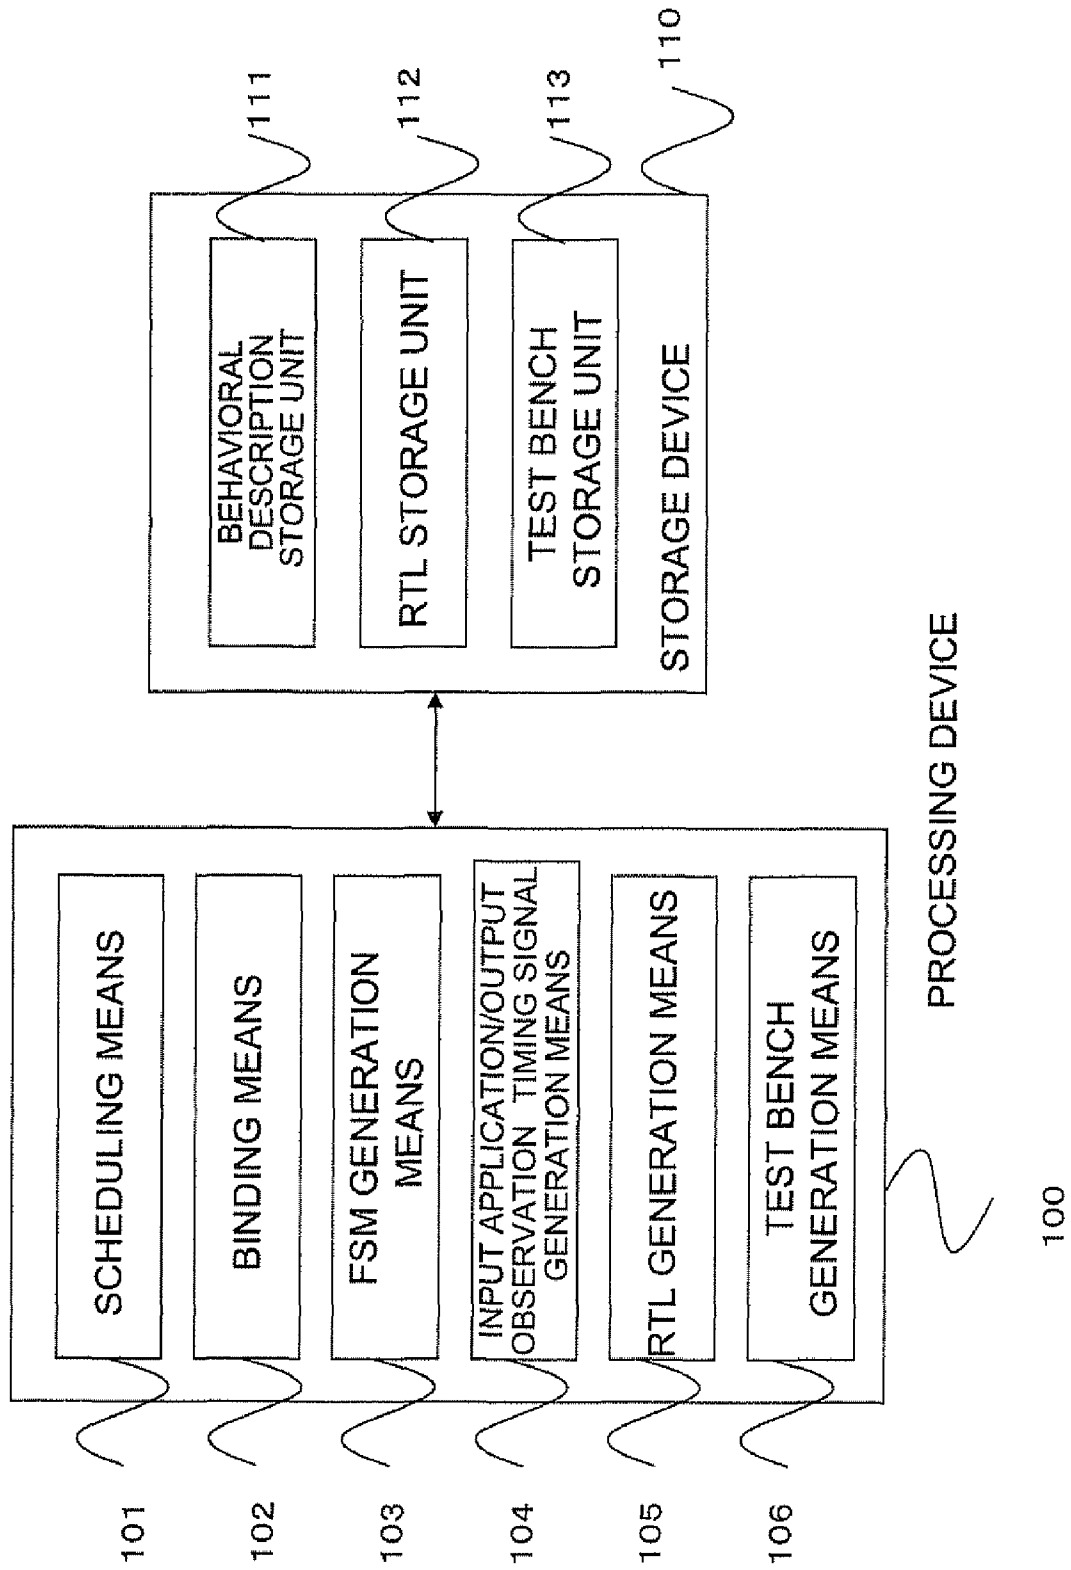 101
SCHEDULING MEANS
102
BINDING MEANS
103
FSM GENERATION
MEANS
104
INPUT APPLICATION/OUTPUT
OBSERVATION TIMING SIGNAL
GENERATION MEANS
105
RTL GENERATION MEANS
106
TEST BENCH
GENERATION MEANS
100
PROCESSING DEVICE
111
BEHAVIORAL
DESCRIPTION
STORAGE UNIT
112
RTL STORAGE UNIT
113
TEST BENCH
STORAGE UNIT
STORAGE DEVICE
110